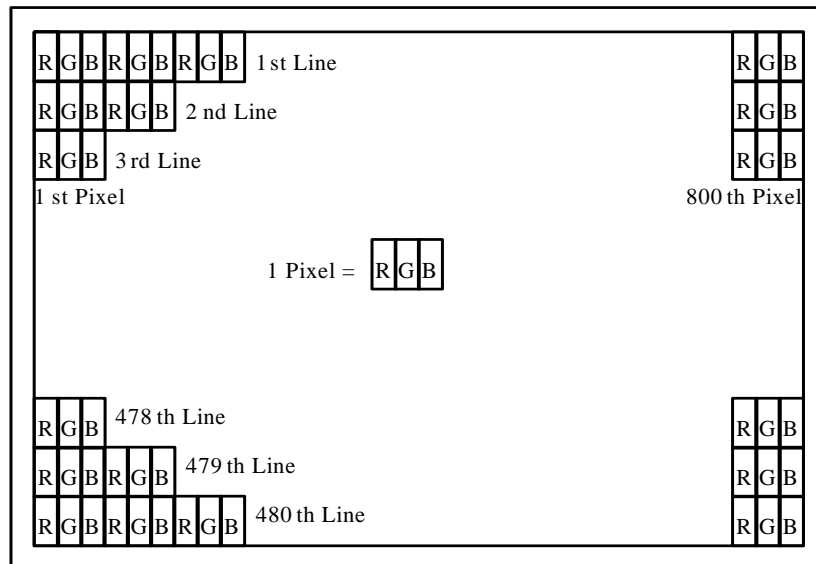 R G B R G B R G B 1 st Line R G B
R G B R G B 2 nd Line R G B
R G B 3 rd Line R G B
1 st Pixel 800 th Pixel
1 Pixel = R G B
R G B 478 th Line R G B
R G B R G B 479 th Line R G B
R G B R G B R G B 480 th Line R G B